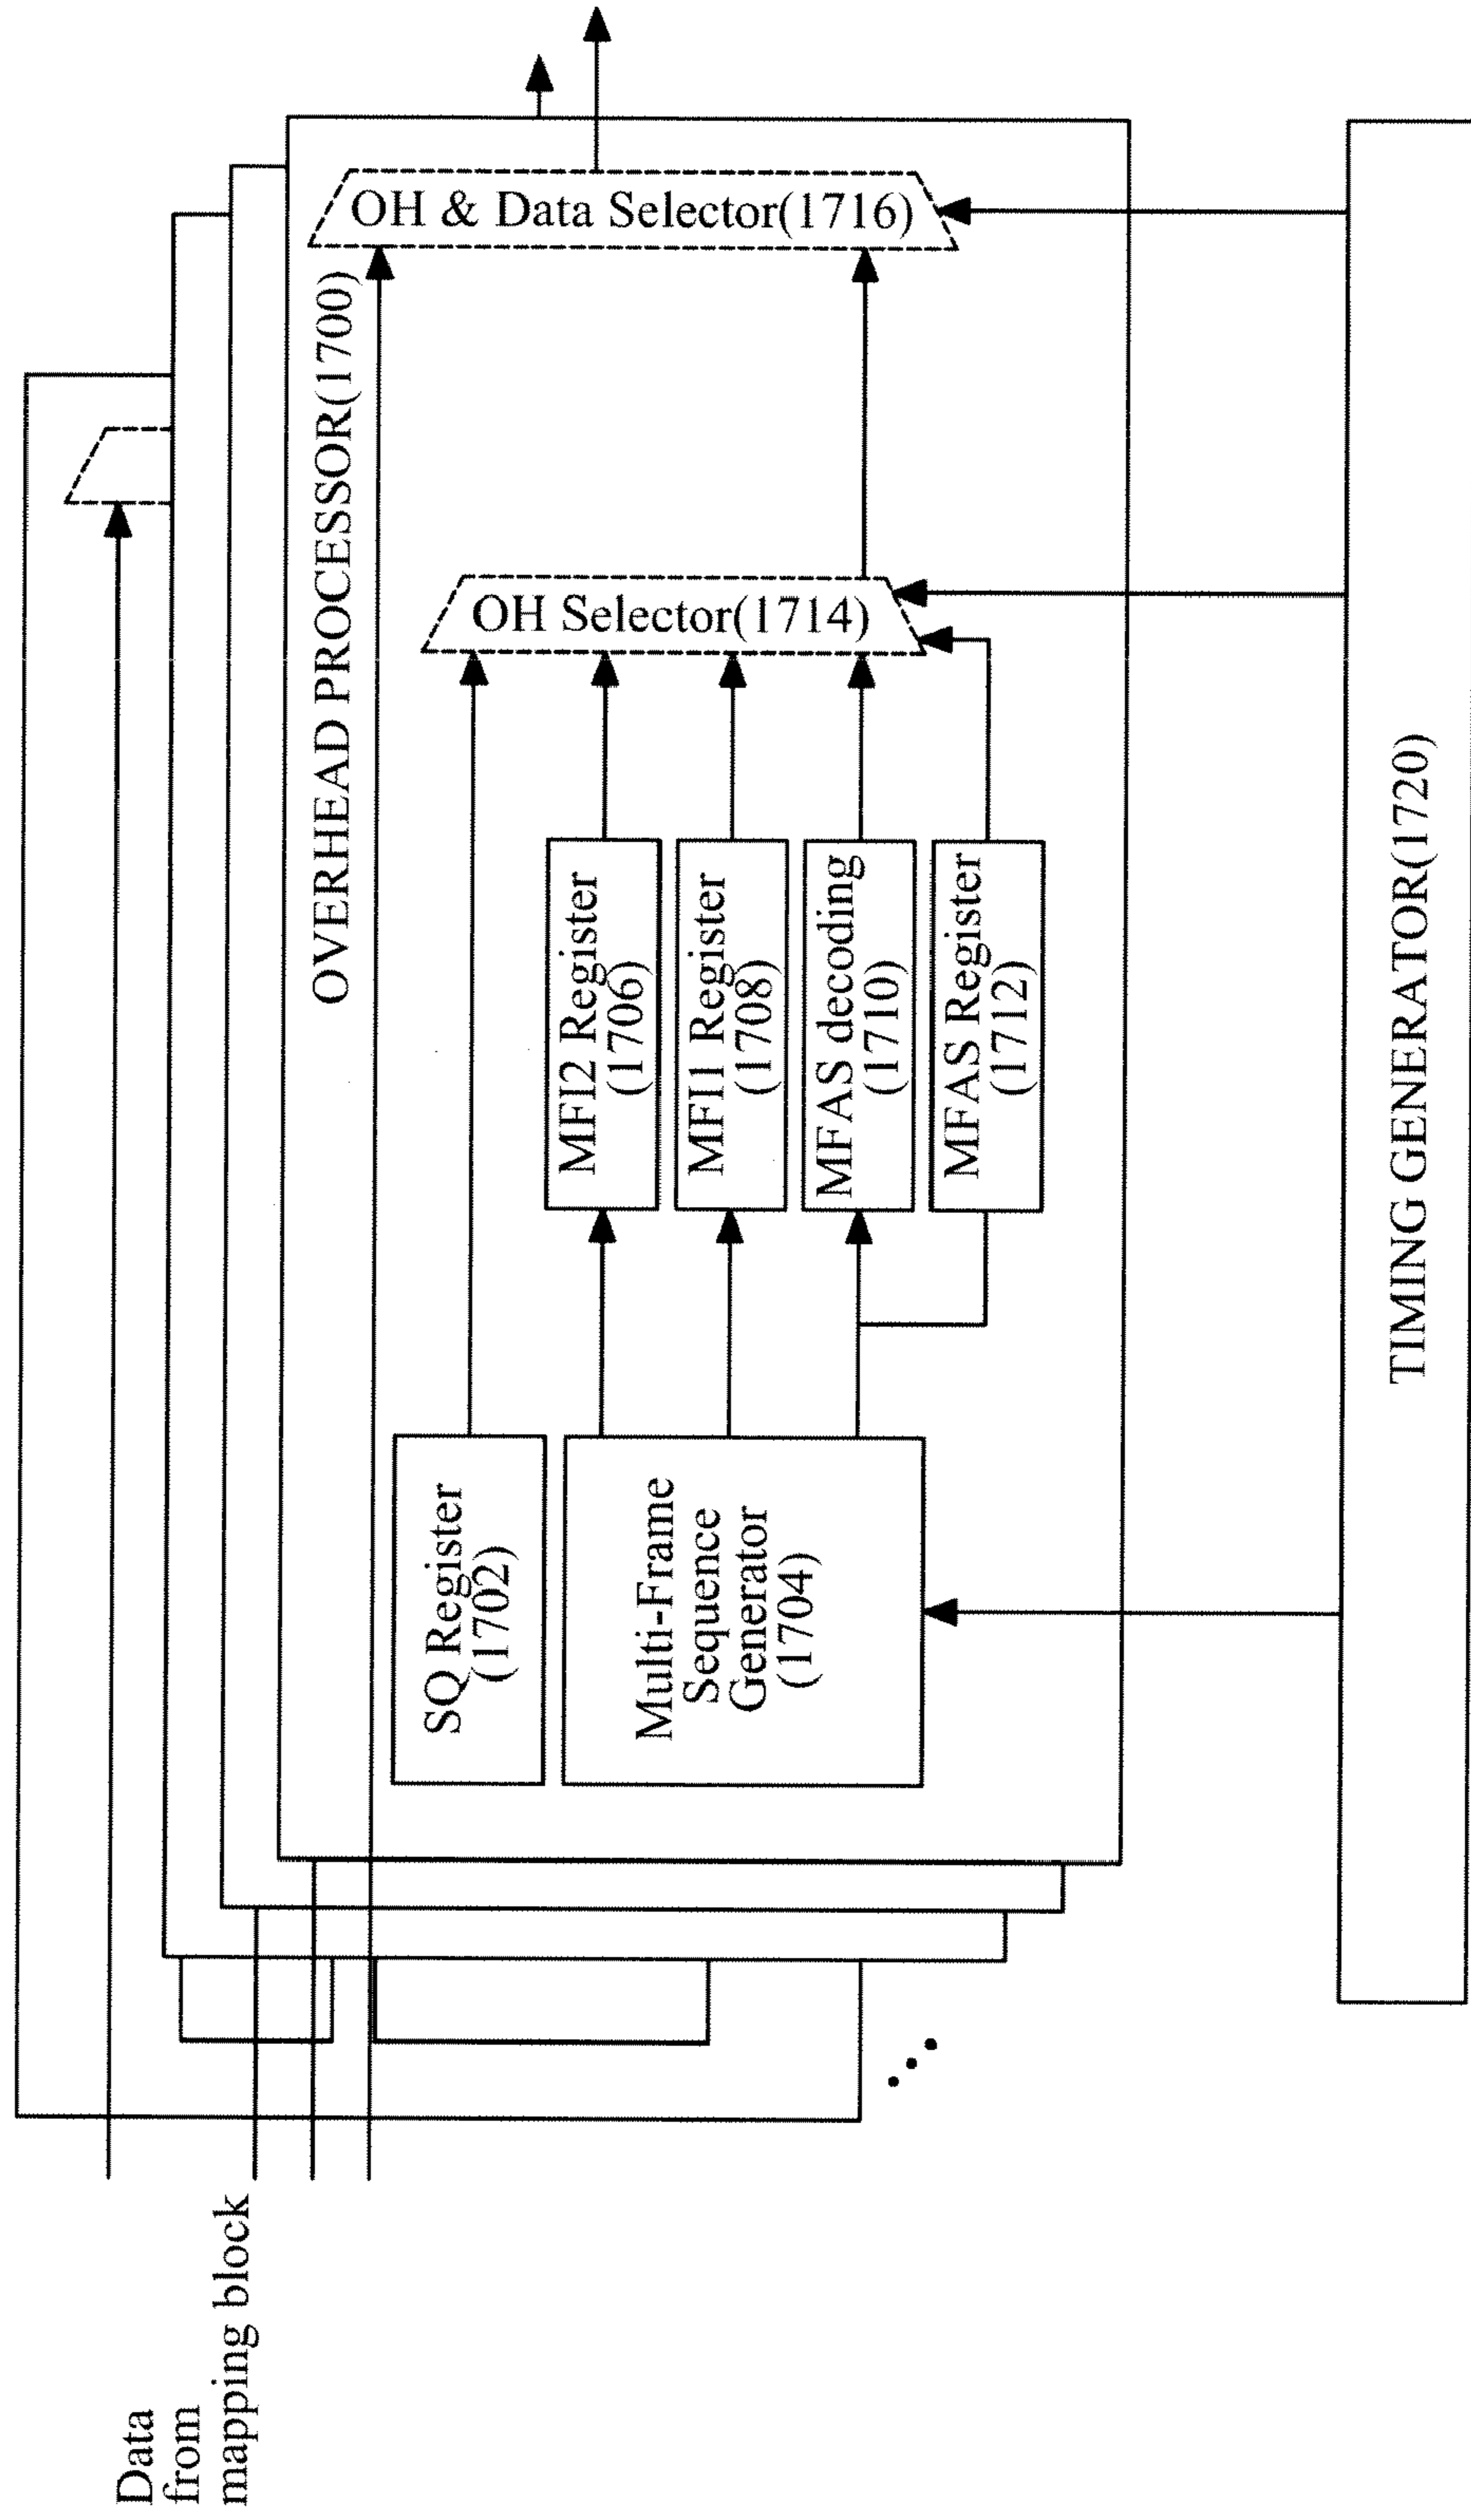 Data
from
mapping block
OVERHEAD PROCESSOR(1700)
SQ Register
(1702)
Multi-Frame
Sequence
Generator
(1704)
MFI2 Register
(1706)
MFI1 Register
(1708)
MFAS decoding
(1710)
MFAS Register
(1712)
OH Selector(1714)
OH & Data Selector(1716)
TIMING GENERATOR(1720)